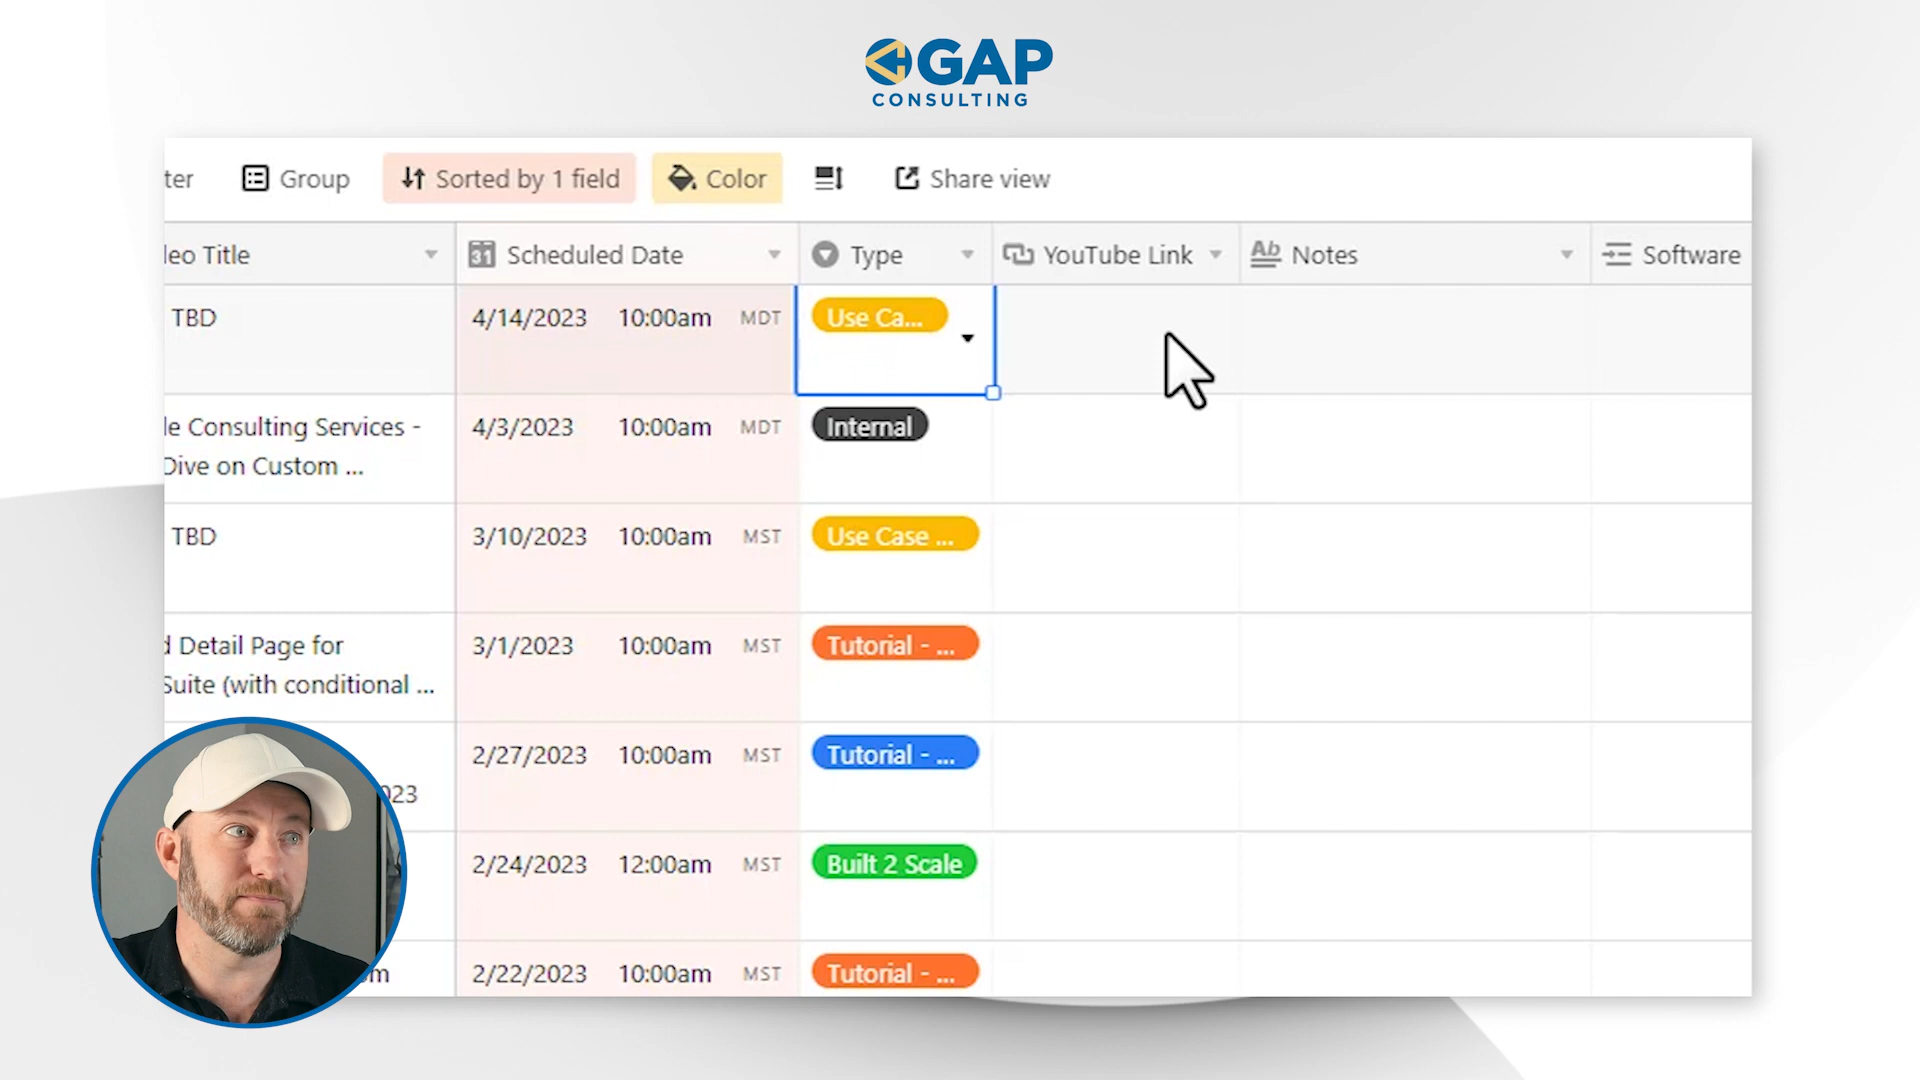 GAP
CONSULTING
ter Group Sorted by 1 field Color Share view
eo Title Scheduled Date Type YouTube Link Ab Notes Software
31
TBD 4/14/2023 10:00am MDT Use Ca...
le Consulting Services - 4/3/2023 10:00am MDT Internal
Dive on Custom ...
TBD 3/10/2023 10:00am MST Use Case ...
d Detail Page for 3/1/2023 10:00am MST Tutorial - ...
Suite (with conditional ...
2/27/2023 10:00am MST Tutorial - ...
023
2/24/2023 12:00am MST Built 2 Scale
m 2/22/2023 10:00am MST Tutorial - ...